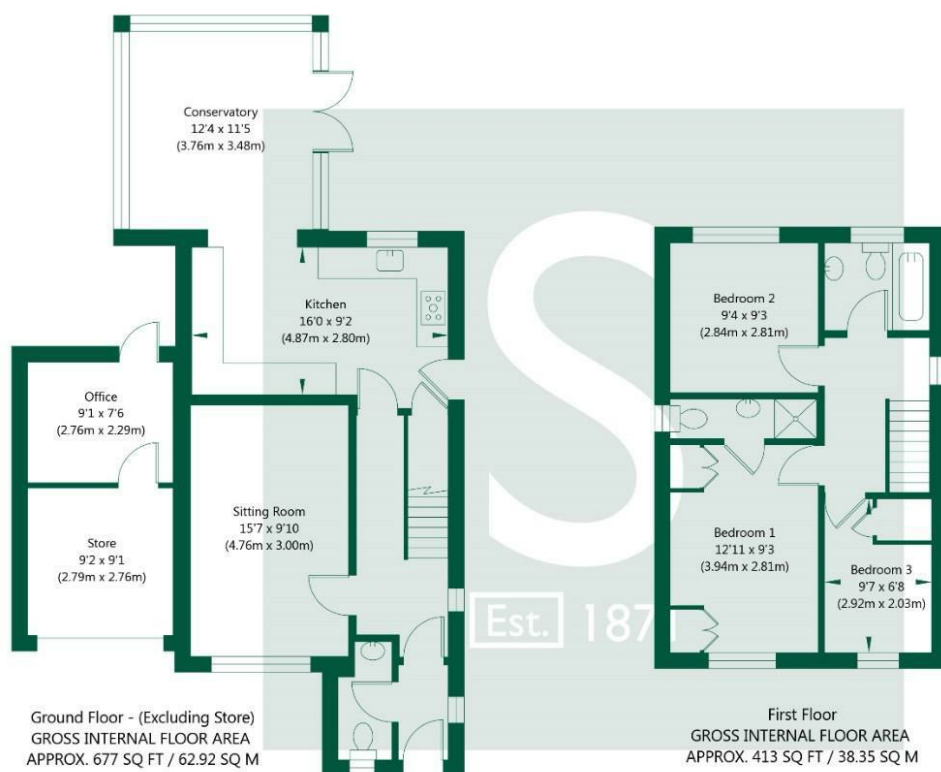 Conservatory
12'4 x 11'5
(3.76m x 3.48m)
Kitchen
16'0 x 9'2
(4.87m x 2.80m)
Office
9'1 x 7'6
(2.76m x 2.29m)
Sitting Room
15'7 x 9'10
(4.76m x 3.00m)
Store
9'2 x 9'1
(2.79m x 2.76m)
Ground Floor - (Excluding Store)
GROSS INTERNAL FLOOR AREA
APPROX. 677 SQ FT / 62.92 SQ M
S
Est. 1871
Bedroom 2
9'4 x 9'3
(2.84m x 2.81m)
Bedroom 1
12'11 x 9'3
(3.94m x 2.81m)
Bedroom 3
9'7 x 6'8
(2.92m x 2.03m)
First Floor
GROSS INTERNAL FLOOR AREA
APPROX. 413 SQ FT / 38.35 SQ M